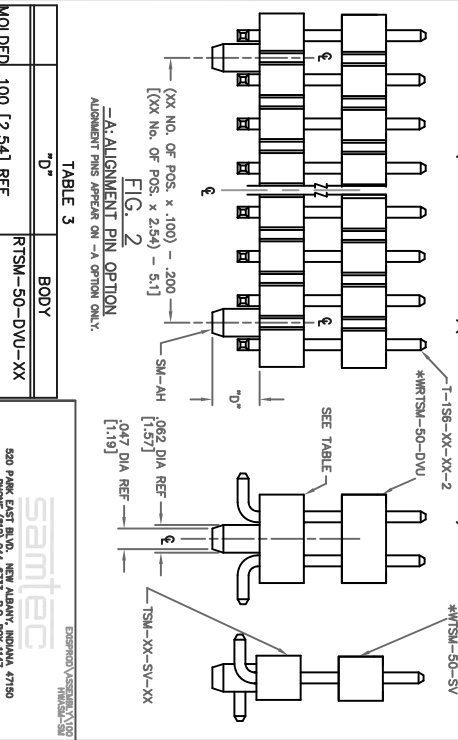 T-1S6-XX-XX-2
*WRTSM-50-DVU
*WTSM-50-SV
SEE TABLE
TSM-XX-SV-XX
SM-AH
"D"
.062 DIA REF
[1.57]
.047 DIA REF
[1.19]
(XX NO. OF POS. x .100) - .200
[(XX No. OF POS. x 2.54) - 5.1]
FIG. 2
-A: ALIGNMENT PIN OPTION
ALIGNMENT PINS APPEAR ON -A OPTION ONLY.
TABLE 3
"D"
BODY
MOLDED
.100 [2.54] REF
RTSM-50-DVU-XX
samtec
520 PARK EAST BLVD. NEW ALBANY, INDIANA 47150